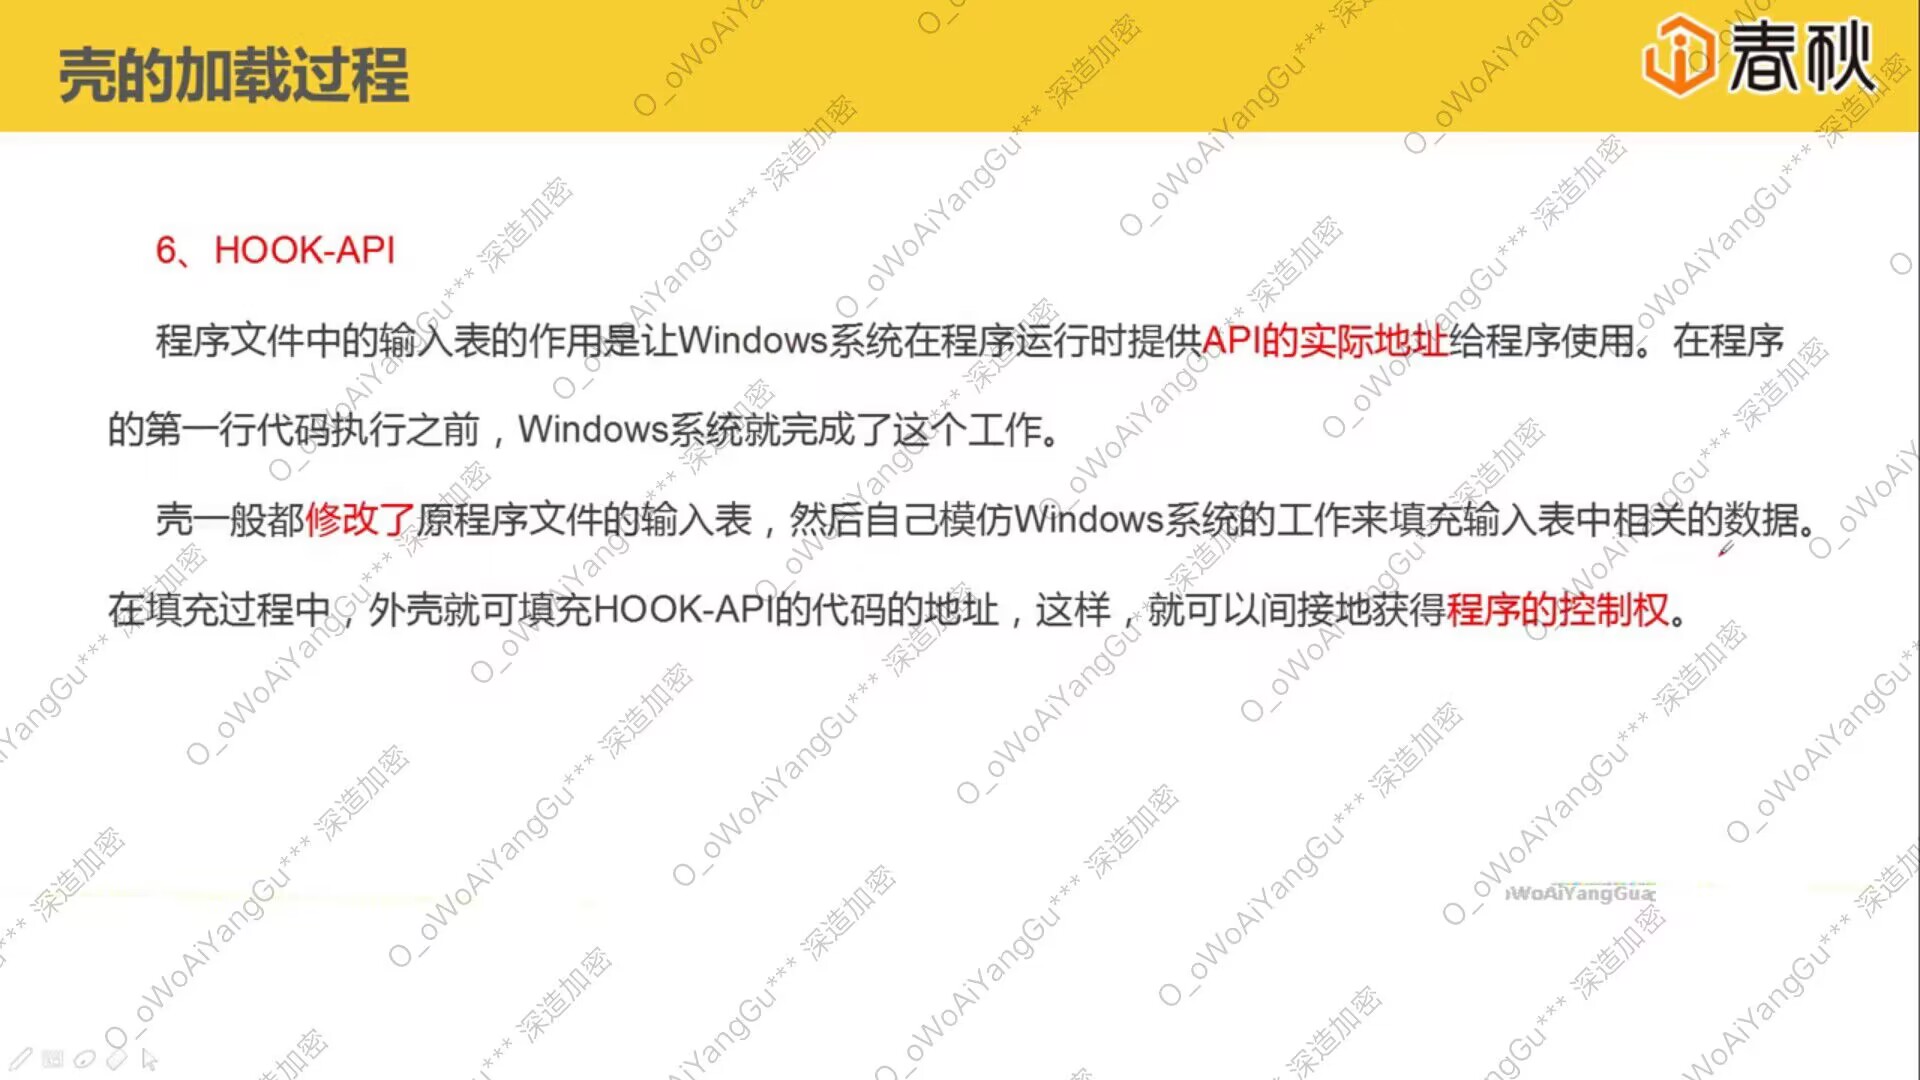 壳的加载过程
春秋
6、HOOK-API
程序文件中的输入表的作用是让Windows系统在程序运行时提供API的实际地址给程序使用。在程序
的第一行代码执行之前，Windows系统就完成了这个工作。
壳一般都修改了原程序文件的输入表，然后自己模仿Windows系统的工作来填充输入表中相关的数据。
在填充过程中，外壳就可填充HOOK-API的代码的地址，这样，就可以间接地获得程序的控制权。
O_oWoAiYangGu*** 深造加密
WoAiYangGua